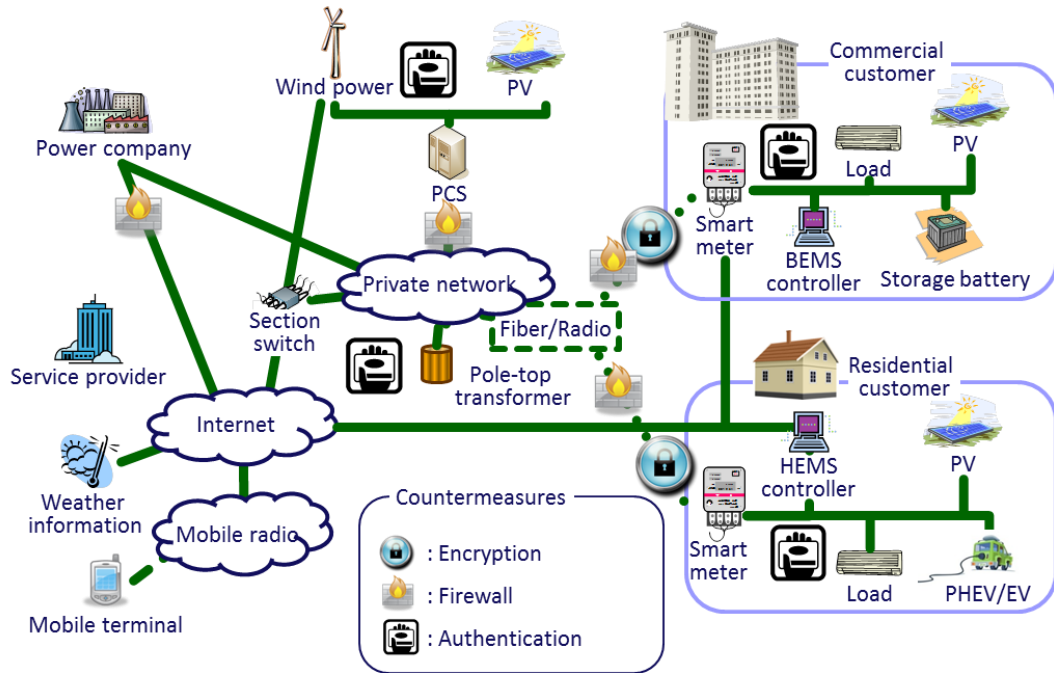 Wind power
PV
Commercial
customer
Power company
PCS
PV
Load
Smart
meter
BEMS
controller
Storage battery
Private network
Section
switch
Fiber/Radio
Pole-top
transformer
Service provider
Residential
customer
Internet
HEMS
controller
PV
Weather
information
Mobile radio
Smart
meter
Load
PHEV/EV
Mobile terminal
Countermeasures
: Encryption
: Firewall
: Authentication